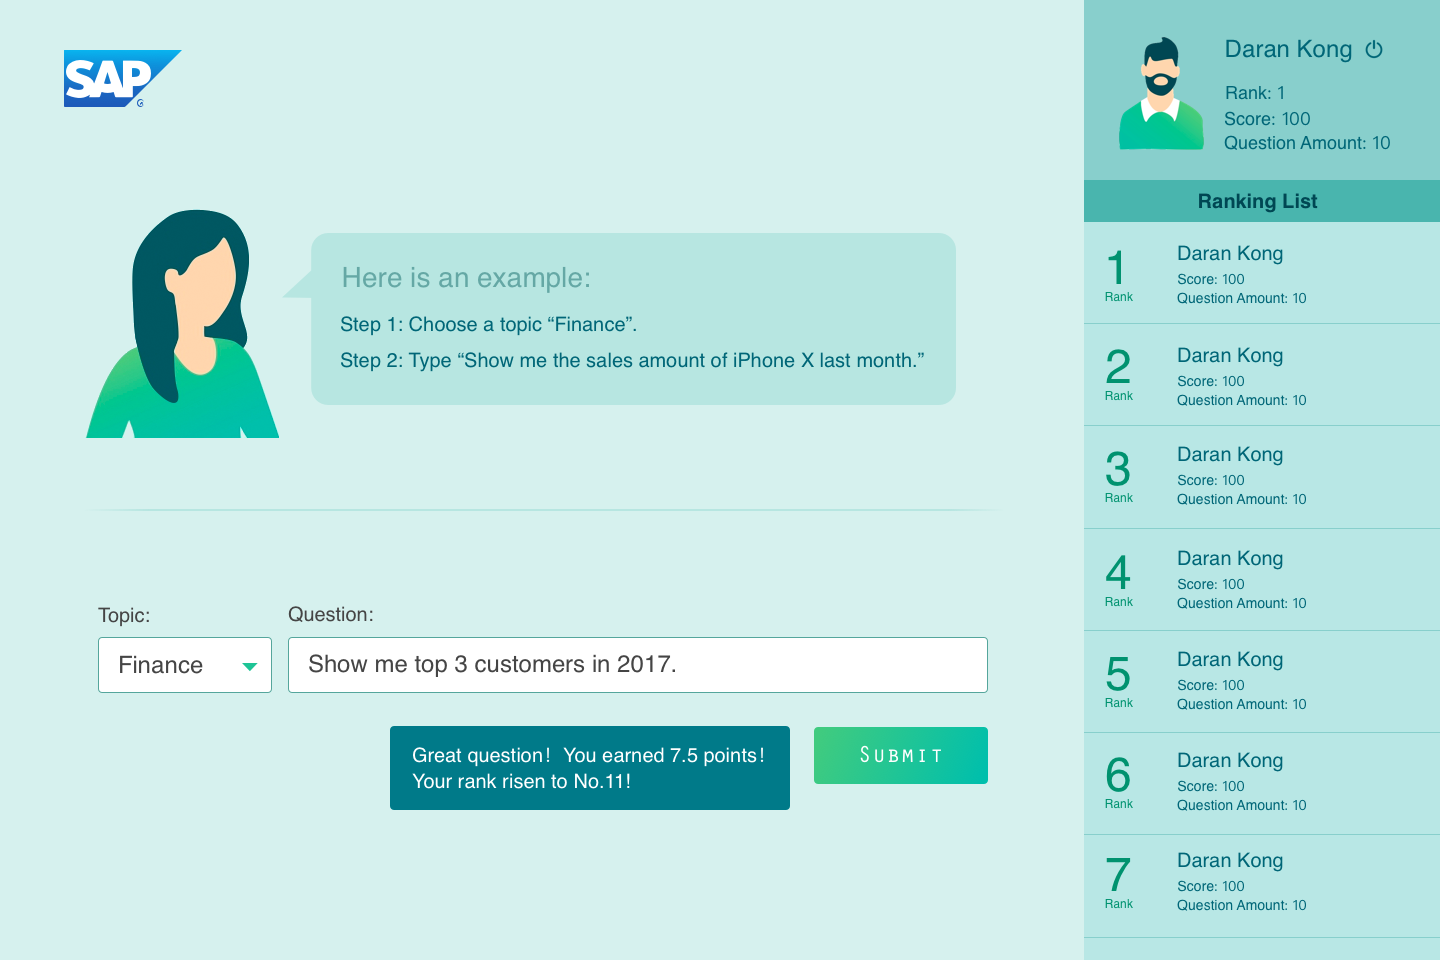 SAP
Here is an example:
Step 1: Choose a topic “Finance”.
Step 2: Type “Show me the sales amount of iPhone X last month.”
Topic:
Question:
Finance
Show me top 3 customers in 2017.
Great question! You earned 7.5 points!
Your rank risen to No.11!
SUBMIT
Daran Kong
Rank: 1
Score: 100
Question Amount: 10
Ranking List
1
Rank
Daran Kong
Score: 100
Question Amount: 10
2
Rank
Daran Kong
Score: 100
Question Amount: 10
3
Rank
Daran Kong
Score: 100
Question Amount: 10
4
Rank
Daran Kong
Score: 100
Question Amount: 10
5
Rank
Daran Kong
Score: 100
Question Amount: 10
6
Rank
Daran Kong
Score: 100
Question Amount: 10
7
Rank
Daran Kong
Score: 100
Question Amount: 10